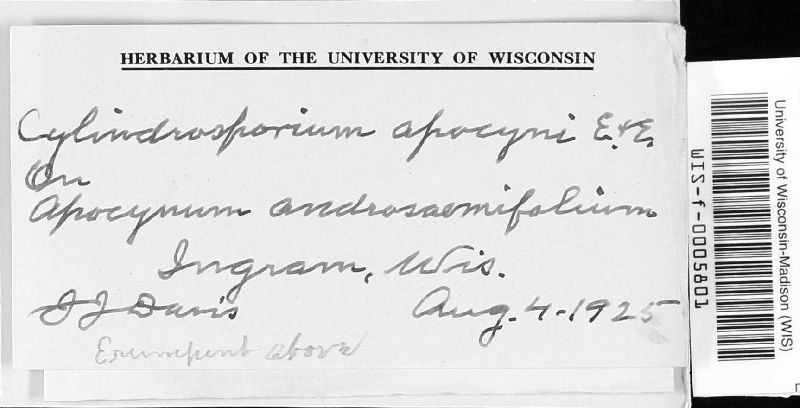 HERBARIUM OF THE UNIVERSITY OF WISCONSIN
Cylindrosporium apocyni E. & E.
On
Apocynum androsaemifolium
Ingram, Wis.
J J Davis Aug. 4-1925
Erumpent above
University of Wisconsin-Madison (WIS)
WIS-f-0005801